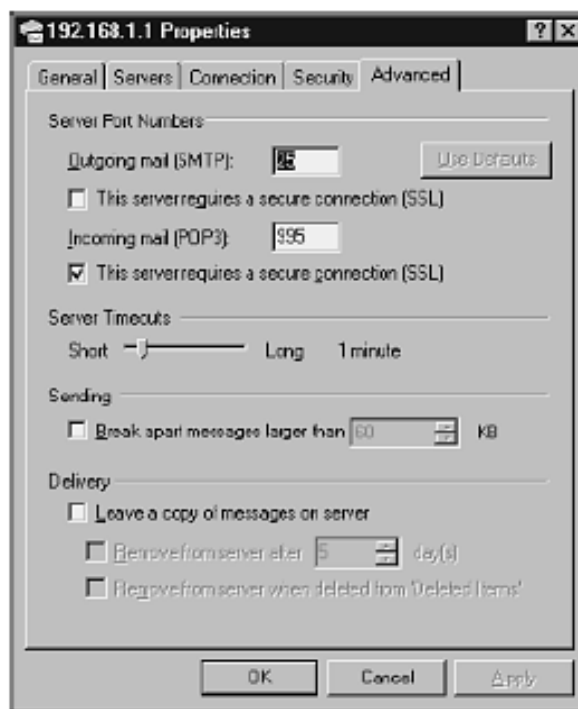 192.168.1.1 Properties
General Servers Connection Security Advanced
Server Port Numbers
Outgoing mail (SMTP): 25 Use Defaults
This server requires a secure connection (SSL)
Incoming mail (POP3): 995
This server requires a secure connection (SSL)
Server Timeouts
Short Long 1 minute
Sending
Break apart messages larger than 60 KB
Delivery
Leave a copy of messages on server
Remove from server after 5 day(s)
Remove from server when deleted from 'Deleted Items'
OK Cancel Apply